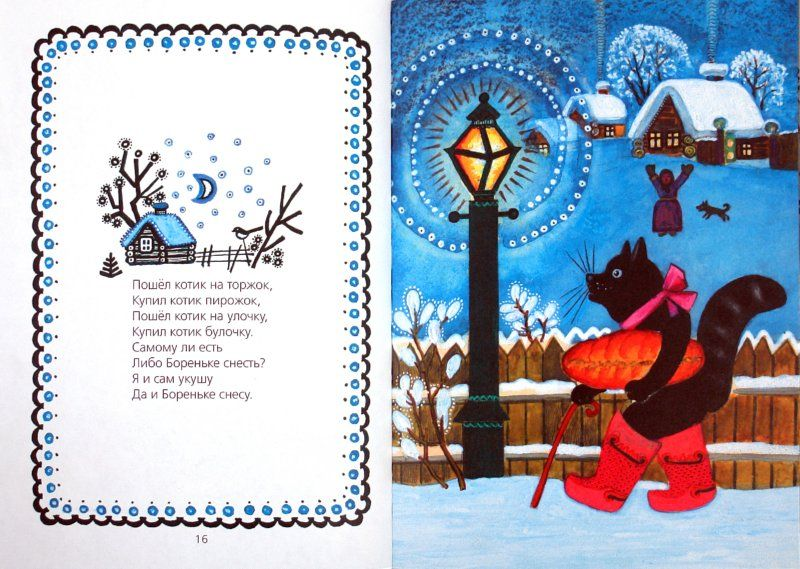 Пошёл котик на торжок,
Купил котик пирожок,
Пошёл котик на улочку,
Купил котик булочку.
Самому ли есть
Либо Бореньке снесть?
Я и сам укушу
Да и Бореньке снесу.
16